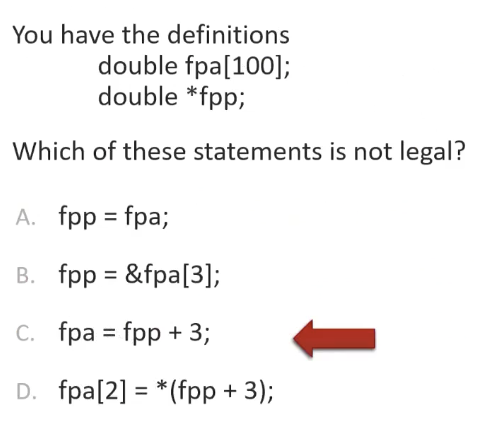 You have the definitions
double fpa[100];
double *fpp;
Which of these statements is not legal?
A. fpp = fpa;
B. fpp = &fpa[3];
C. fpa = fpp + 3;
D. fpa[2] = *(fpp + 3);